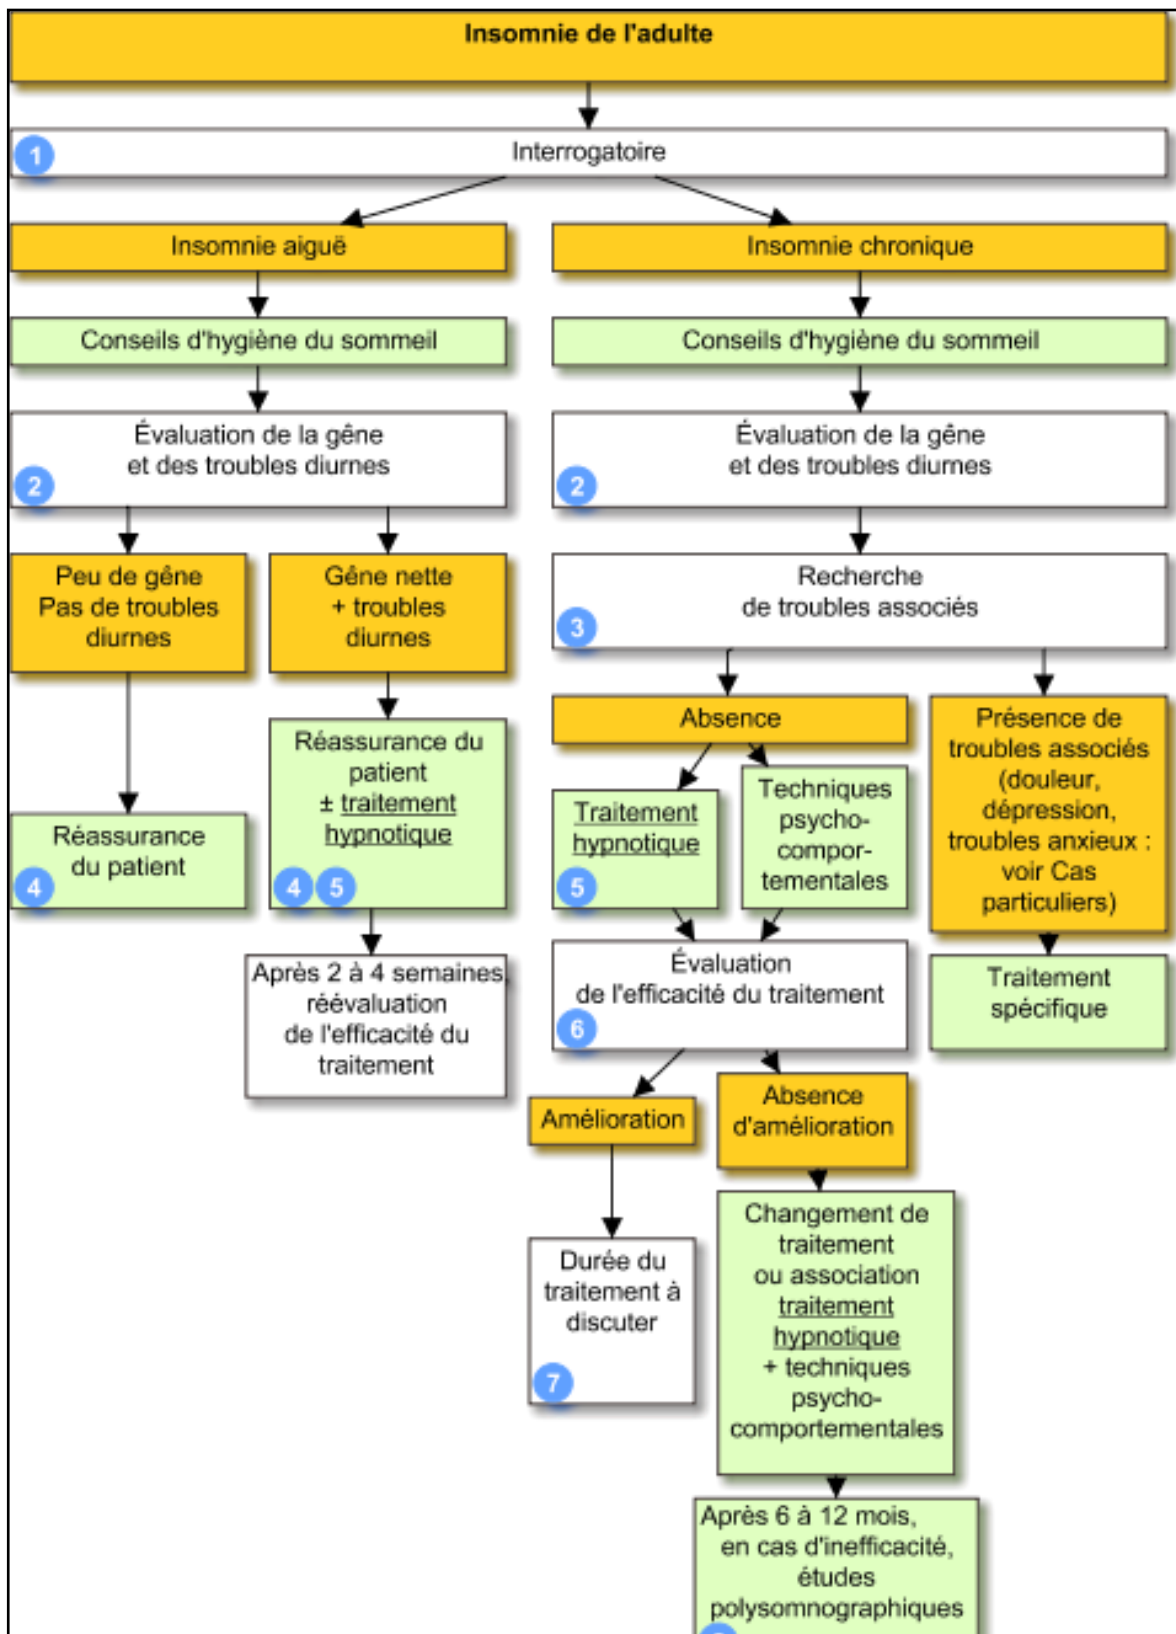 Insomnie de l'adulte
Interrogatoire
1
Insomnie aiguë
Insomnie chronique
Conseils d'hygiène du sommeil
Conseils d'hygiène du sommeil
Évaluation de la gêne
et des troubles diurnes
2
Évaluation de la gêne
et des troubles diurnes
2
Peu de gêne
Pas de troubles
diurnes
Gêne nette
+ troubles
diurnes
Recherche
de troubles associés
3
Réassurance
du patient
4
Réassurance du
patient
± traitement
hypnotique
4 5
Après 2 à 4 semaines,
réévaluation
de l'efficacité du
traitement
Absence
Présence de
troubles associés
(douleur,
dépression,
troubles anxieux :
voir Cas
particuliers)
Traitement
hypnotique
5
Techniques
psycho-
compor-
tementales
Traitement
spécifique
Évaluation
de l'efficacité du traitement
6
Amélioration
Absence
d'amélioration
Durée du
traitement à
discuter
7
Changement de
traitement
ou association
traitement
hypnotique
+ techniques
psycho-
comportementales
Après 6 à 12 mois,
en cas d'inefficacité,
études
polysomnographiques